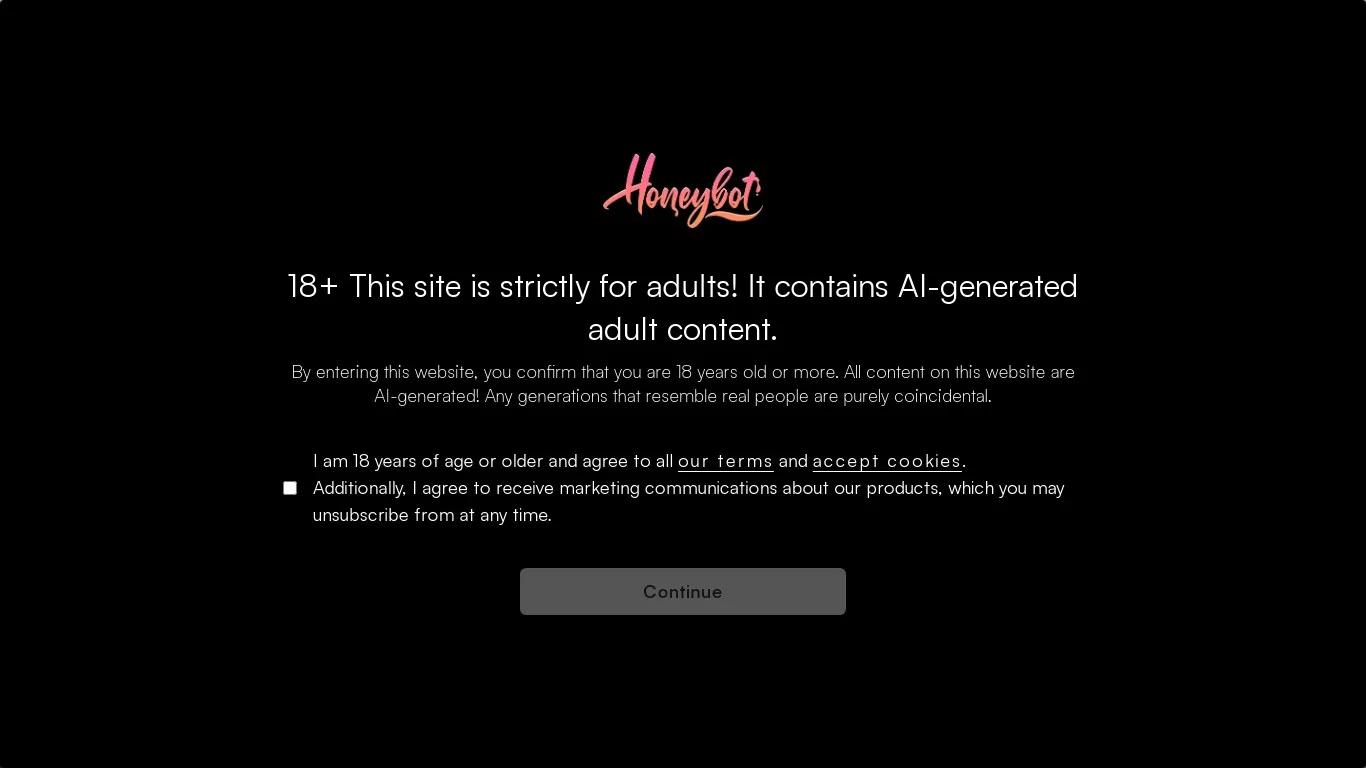 Honeybot
18+ This site is strictly for adults! It contains AI-generated
adult content.
By entering this website, you confirm that you are 18 years old or more. All content on this website are
AI-generated! Any generations that resemble real people are purely coincidental.
I am 18 years of age or older and agree to all our terms and accept cookies.
Additionally, I agree to receive marketing communications about our products, which you may
unsubscribe from at any time.
Continue